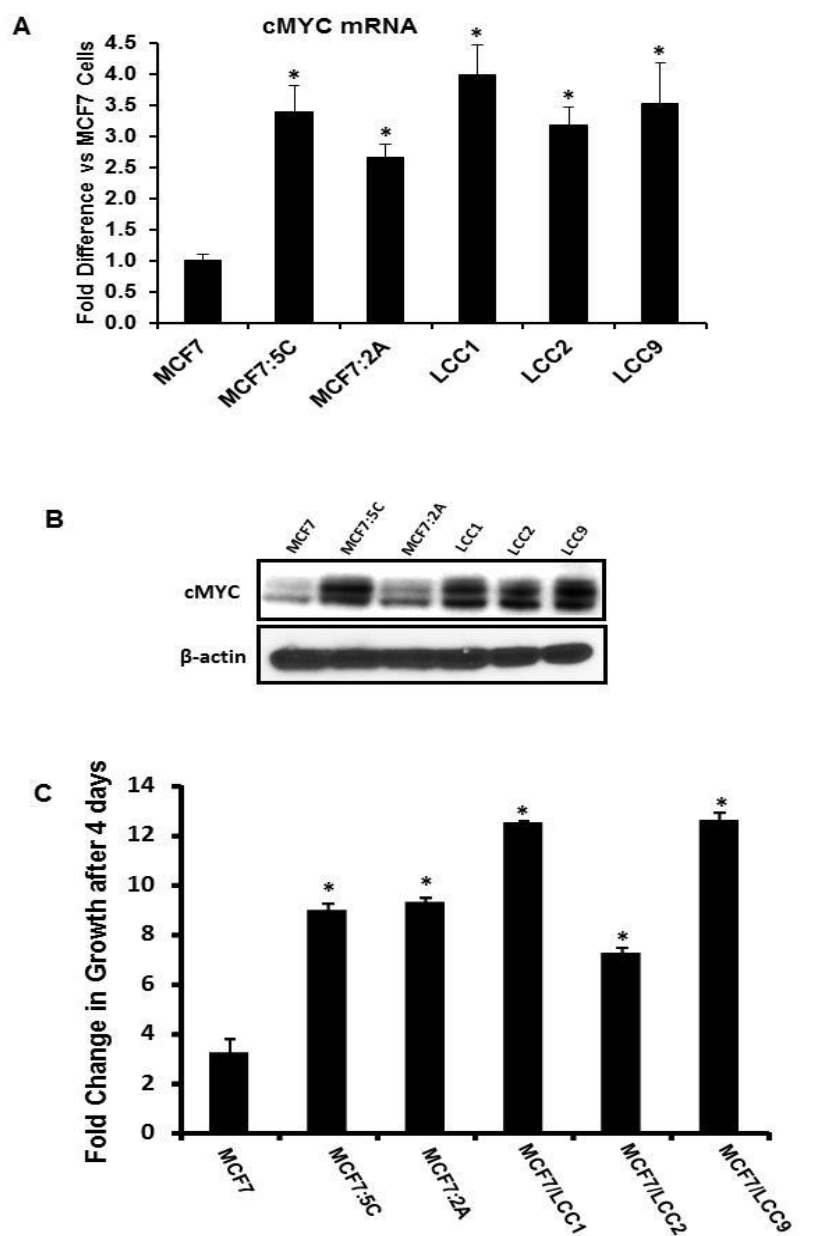 A
cMYC mRNA
Fold Difference vs MCF7 Cells
4.5
4.0
3.5
3.0
2.5
2.0
1.5
1.0
0.5
0.0
*
*
*
*
*
MCF7
MCF7:5C
MCF7:2A
LCC1
LCC2
LCC9
B
MCF7
MCF7:5C
MCF7:2A
LCC1
LCC2
LCC9
cMYC
β-actin
C
Fold Change in Growth after 4 days
14
12
10
8
6
4
2
0
*
*
*
*
*
MCF7
MCF7:5C
MCF7:2A
MCF7/LCC1
MCF7/LCC2
MCF7/LCC9